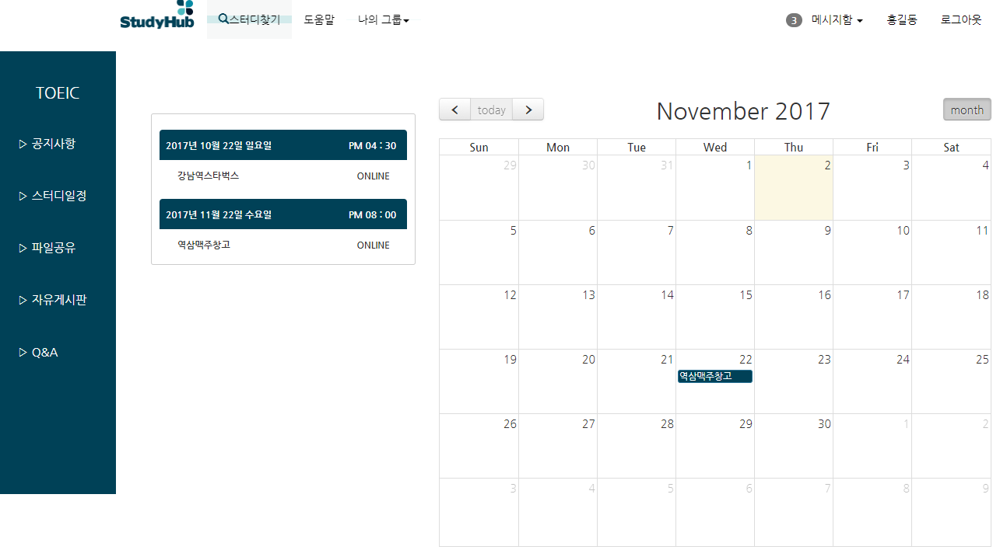 StudyHub 스터디찾기 도움말 나의 그룹 3 메시지함 홍길동 로그아웃
TOEIC
▷ 공지사항
▷ 스터디일정
▷ 파일공유
▷ 자유게시판
▷ Q&A
2017년 10월 22일 일요일 PM 04 : 30
강남역스타벅스 ONLINE
2017년 11월 22일 수요일 PM 08 : 00
역삼맥주창고 ONLINE
today November 2017 month
Sun Mon Tue Wed Thu Fri Sat
29 30 31 1 2 3 4
5 6 7 8 9 10 11
12 13 14 15 16 17 18
19 20 21 22 23 24 25
역삼맥주창고
26 27 28 29 30 1 2
3 4 5 6 7 8 9